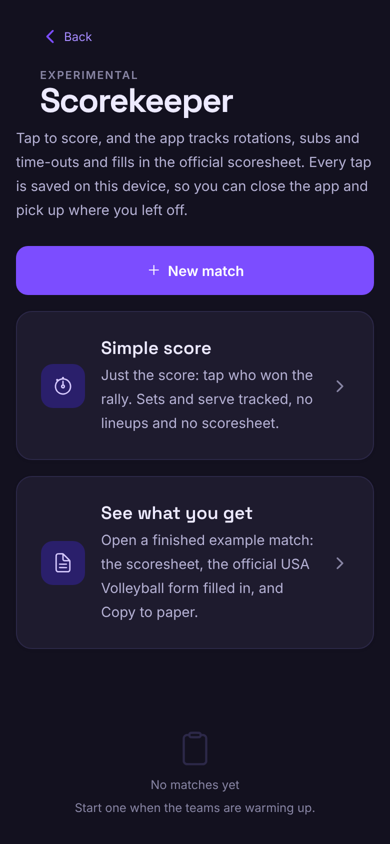 Back
EXPERIMENTAL
Scorekeeper
Tap to score, and the app tracks rotations, subs and
time-outs and fills in the official scoresheet. Every tap
is saved on this device, so you can close the app and
pick up where you left off.
+ New match
Simple score
Just the score: tap who won the
rally. Sets and serve tracked, no
lineups and no scoresheet.
See what you get
Open a finished example match:
the scoresheet, the official USA
Volleyball form filled in, and
Copy to paper.
No matches yet
Start one when the teams are warming up.